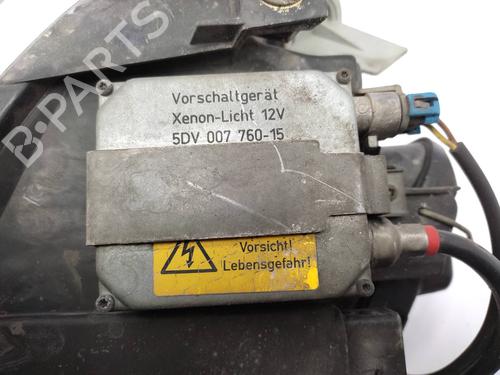 Vorschaltgerät
Xenon-Licht 12V
5DV 007 760-15
Vorsicht!
Lebensgefahr!
B-PARTS